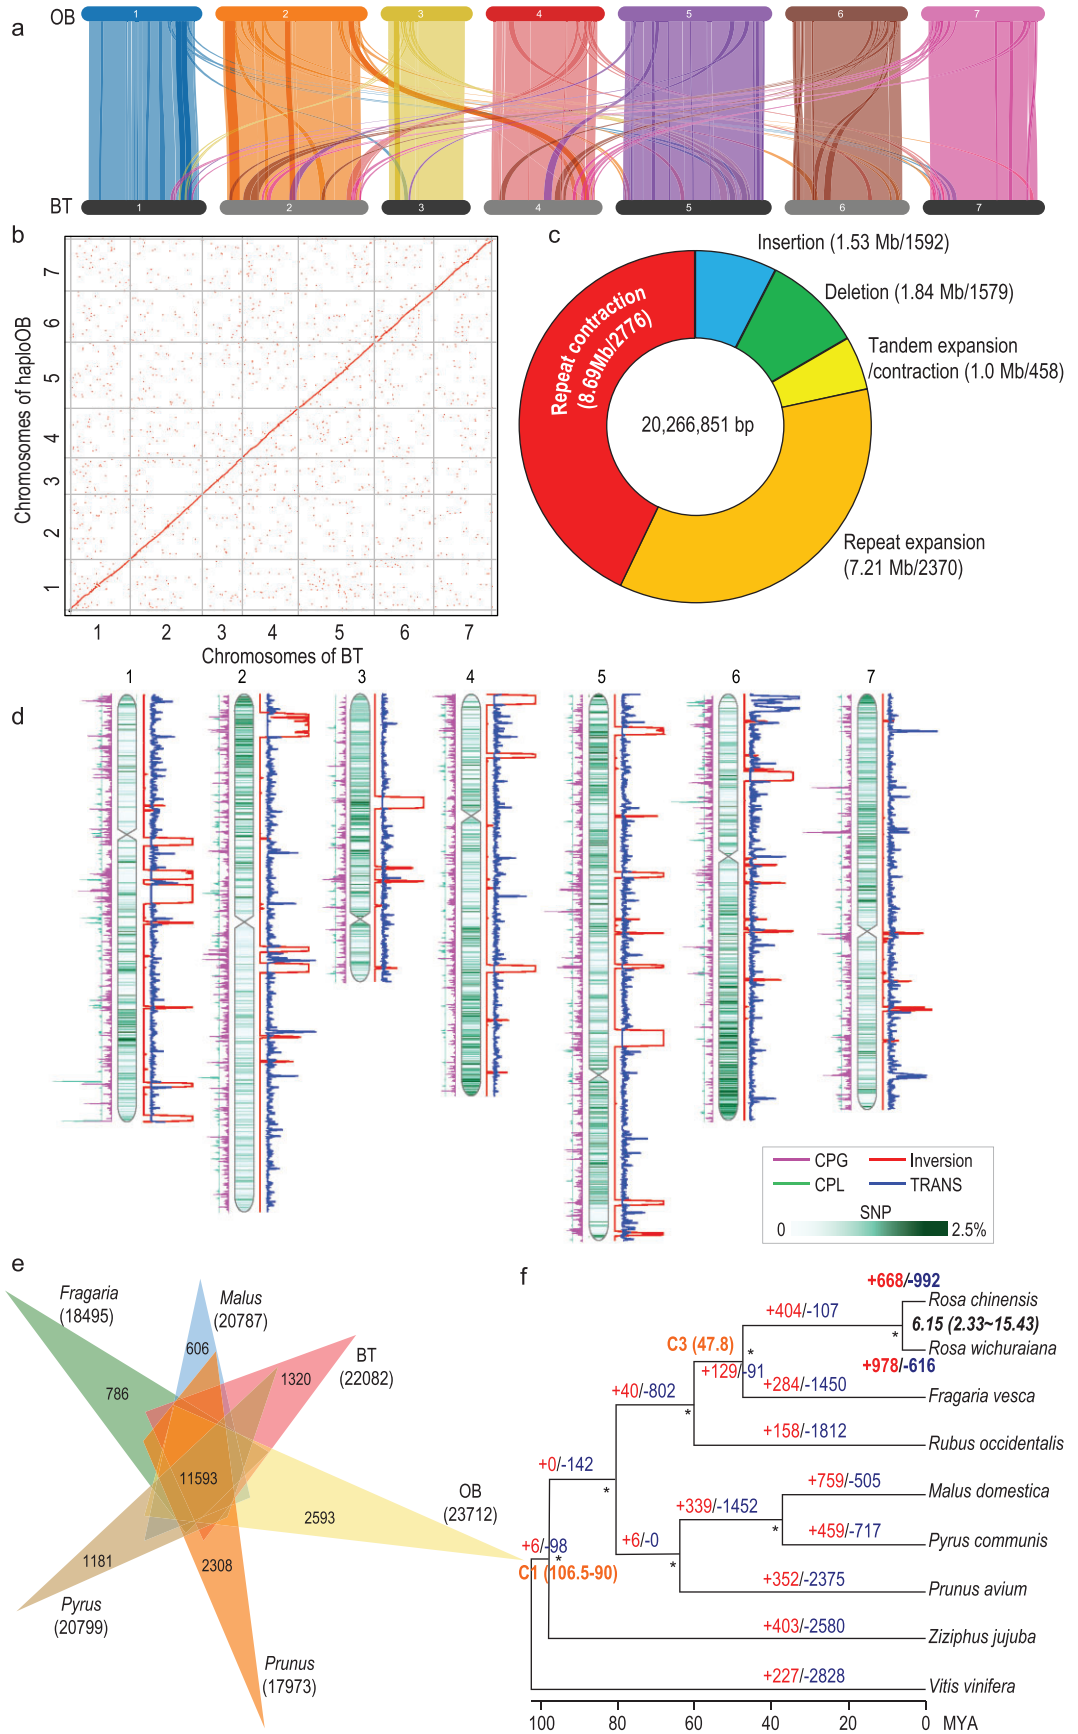 a
OB
1 2 3 4 5 6 7
BT
1 2 3 4 5 6 7
b
Chromosomes of haploOB
7
6
5
4
3
2
1
1 2 3 4 5 6 7
Chromosomes of BT
c
Insertion (1.53 Mb/1592)
Deletion (1.84 Mb/1579)
Tandem expansion
/contraction (1.0 Mb/458)
Repeat expansion
(7.21 Mb/2370)
Repeat contraction
(8.69Mb/2776)
20,266,851 bp
d
1 2 3 4 5 6 7
CPG
Inversion
CPL
TRANS
SNP
0
2.5%
e
Fragaria
(18495)
Malus
(20787)
BT
(22082)
OB
(23712)
Prunus
(17973)
Pyrus
(20799)
606
786
1320
11593
2593
1181
2308
f
+668/-992
Rosa chinensis
+404/-107
6.15 (2.33~15.43)
Rosa wichuraiana
C3 (47.8)
+978/-616
+129/-91
+284/-1450
Fragaria vesca
+40/-802
*
*
*
+158/-1812
Rubus occidentalis
+0/-142
*
+759/-505
Malus domestica
+339/-1452
*
+459/-717
Pyrus communis
+6/-0
*
+6/-98
*
C1 (106.5-90)
+352/-2375
Prunus avium
+403/-2580
Ziziphus jujuba
+227/-2828
Vitis vinifera
100 80 60 40 20 0 MYA